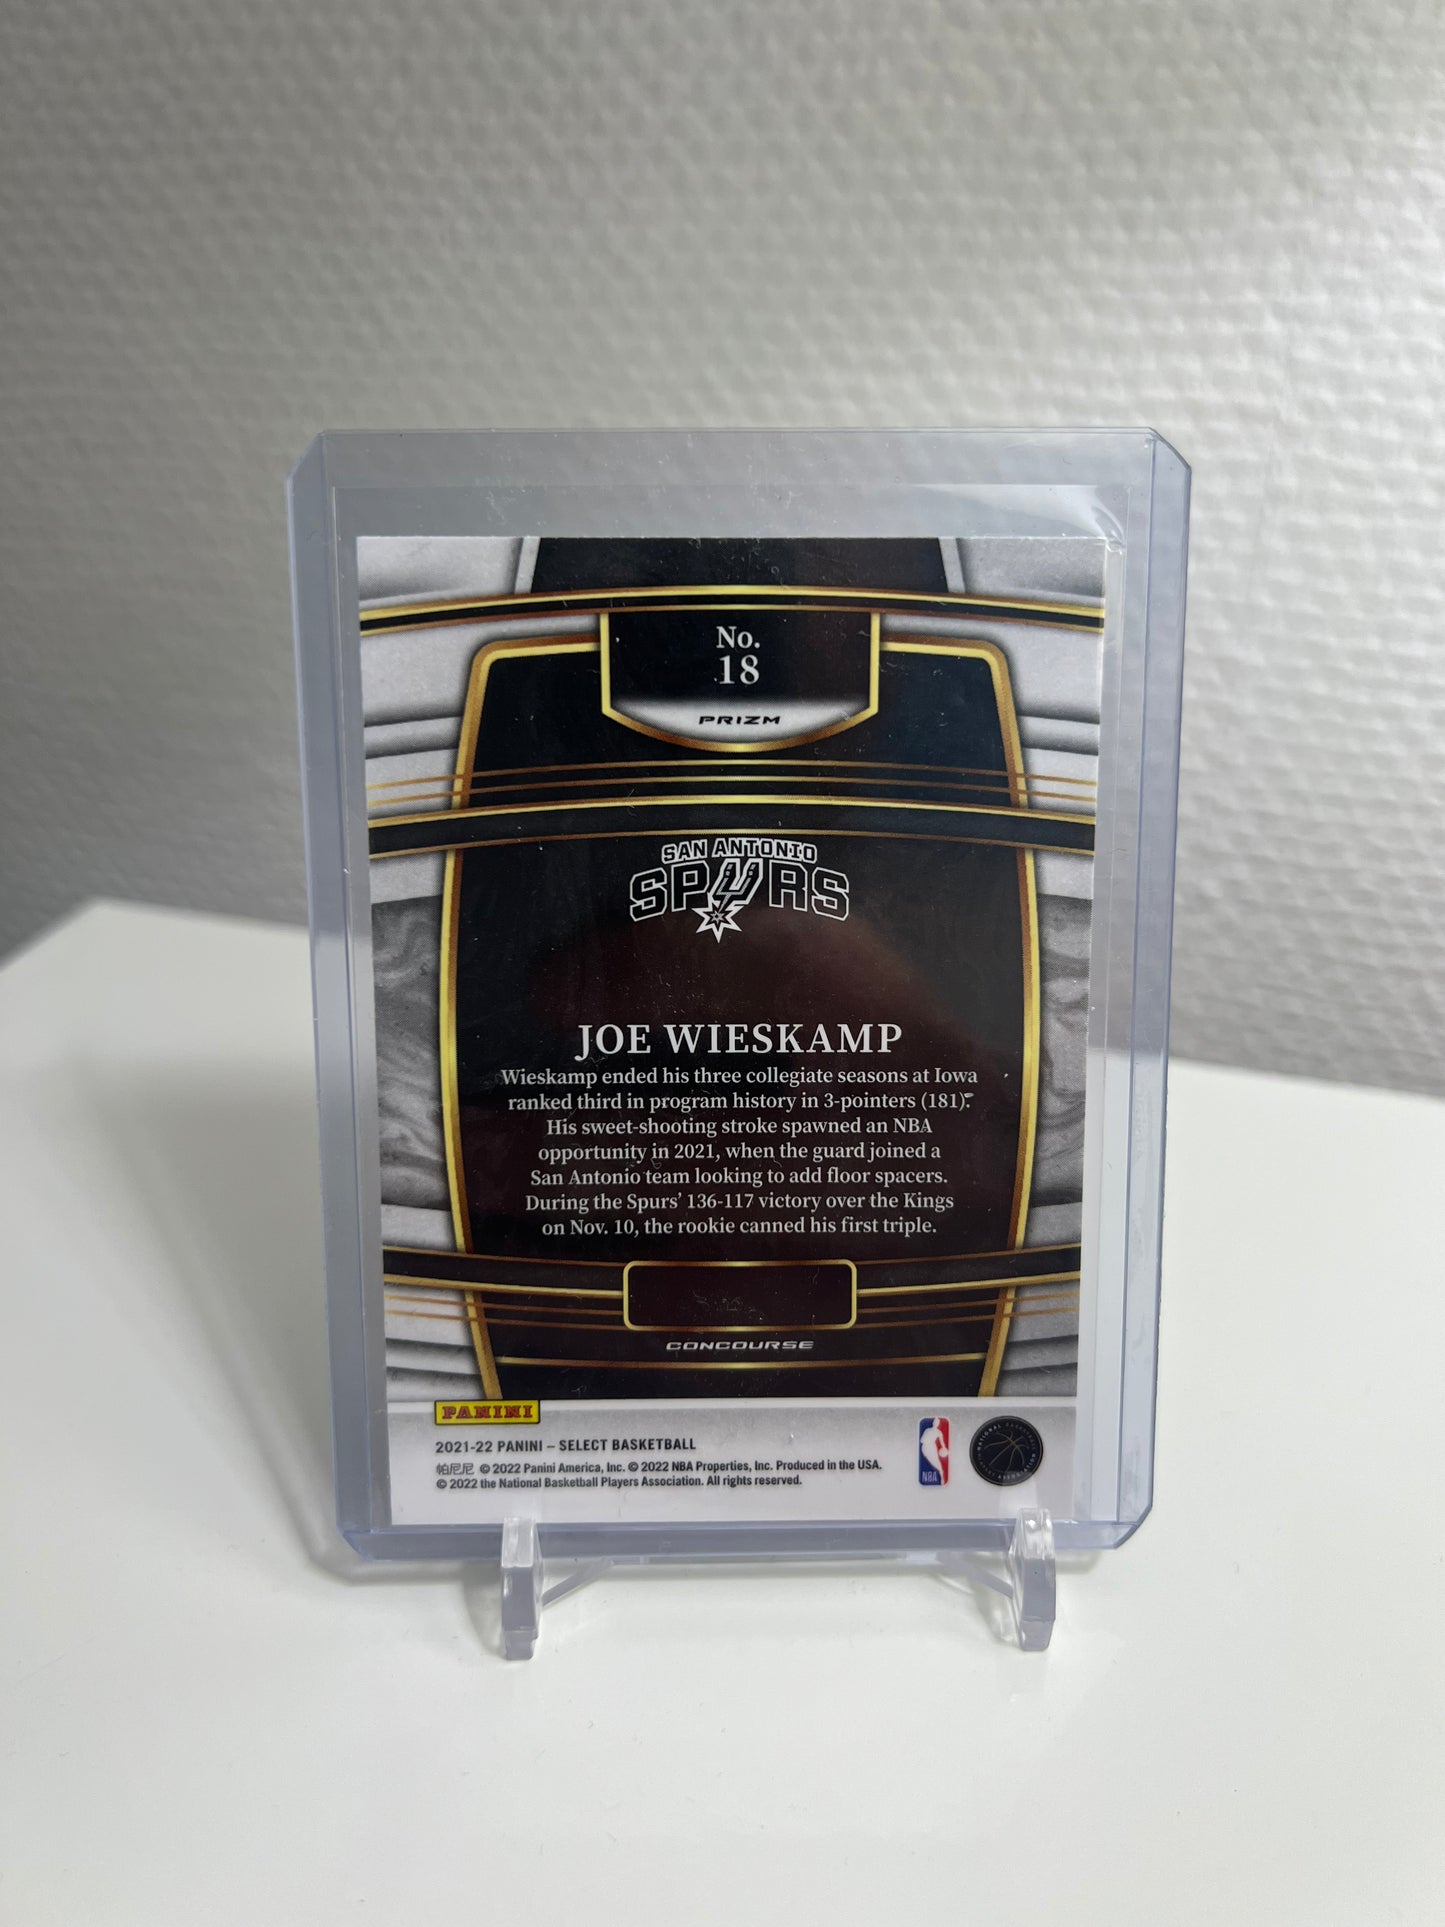 No.
18
PRIZM
SAN ANTONIO
SPURS
JOE WIESKAMP
Wieskamp ended his three collegiate seasons at Iowa
ranked third in program history in 3-pointers (181).
His sweet-shooting stroke spawned an NBA
opportunity in 2021, when the guard joined a
San Antonio team looking to add floor spacers.
During the Spurs’ 136-117 victory over the Kings
on Nov. 10, the rookie canned his first triple.
CONCOURSE
PANINI
2021-22 PANINI – SELECT BASKETBALL
帕尼尼 © 2022 Panini America, Inc. © 2022 NBA Properties, Inc. Produced in the USA.
© 2022 the National Basketball Players Association. All rights reserved.
NBA